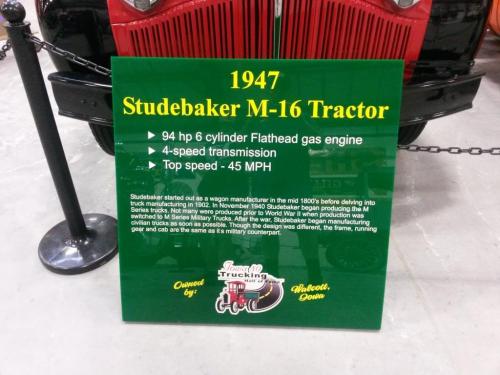 1947
Studebaker M-16 Tractor
94 hp 6 cylinder Flathead gas engine
4-speed transmission
Top speed - 45 MPH
Studebaker started out as a wagon manufacturer in the mid 1800's before delving into
truck manufacturing in 1902. In November 1940 Studebaker began producing the M
Series trucks. Not many were produced prior to World War II when production was
switched to M Series Military Trucks. After the war, Studebaker began manufacturing
civilian trucks as soon as possible. Though the design was different, the frame, running
gear and cab are the same as it's military counterpart.
Owned by:
Iowa 80
Trucking
Hall of Fame
Walcott, Iowa